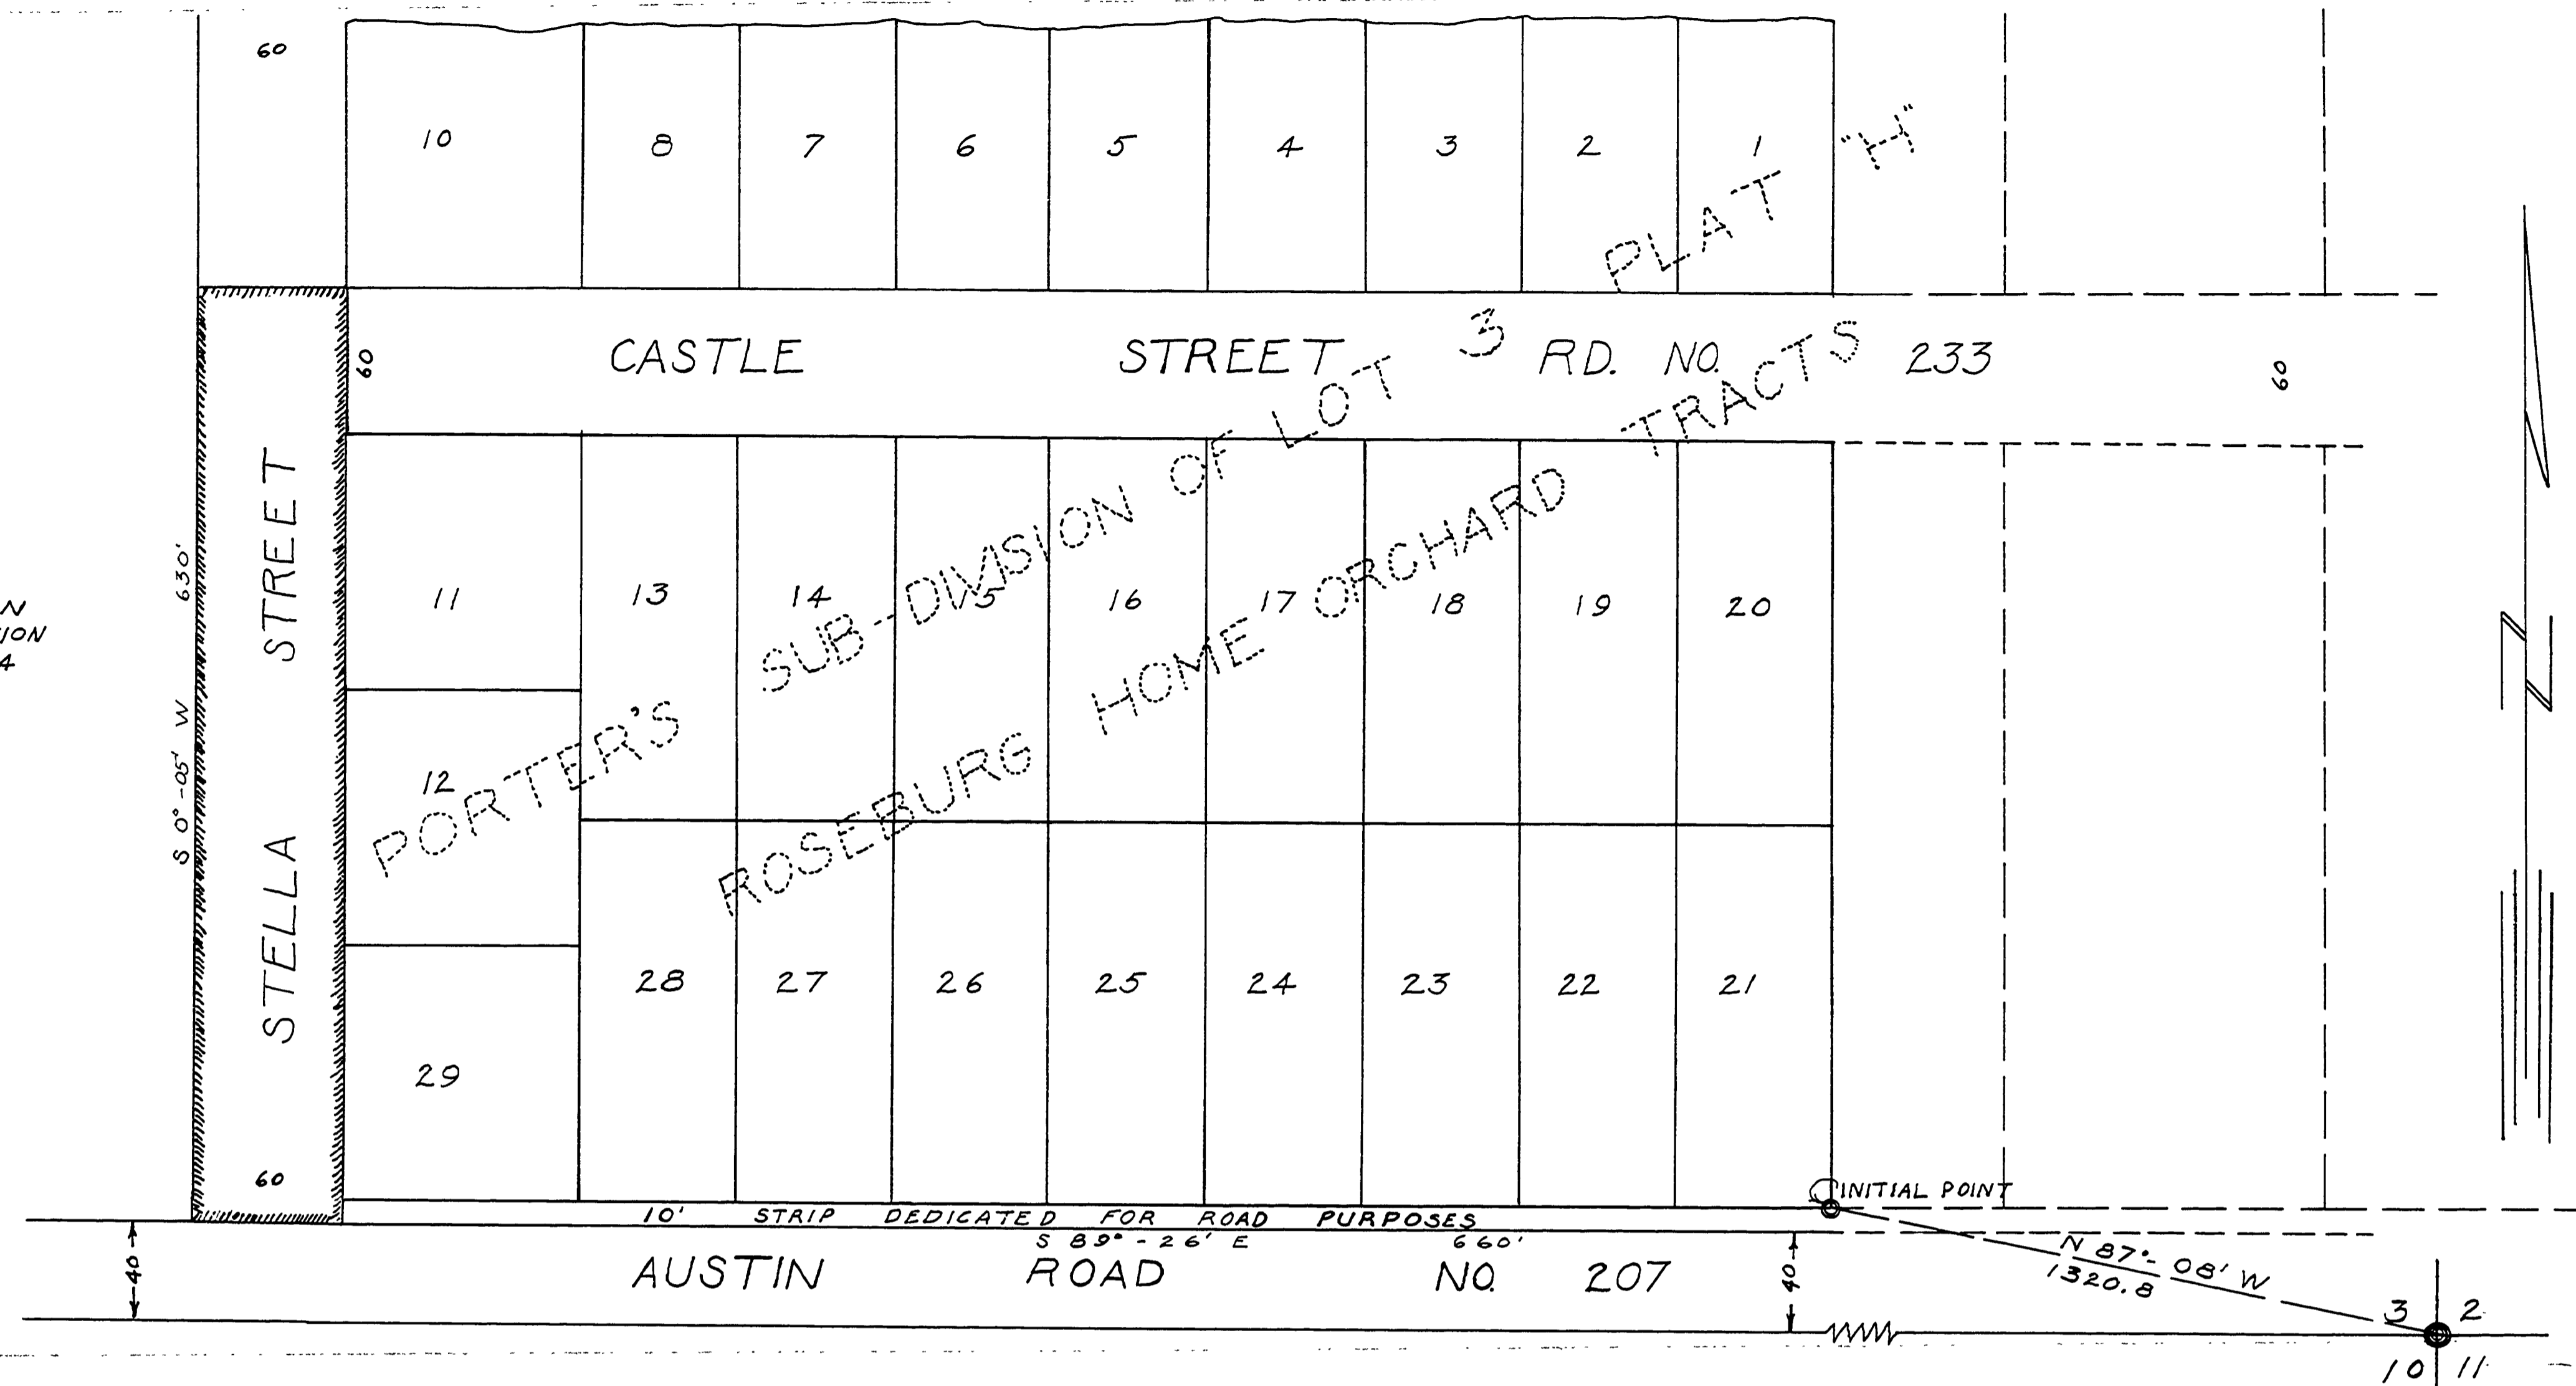 60
10 8 7 6 5 4 3 2 1
PLAT "H"
60 CASTLE STREET RD. NO. 233 60
PORTER'S SUB-DIVISION OF LOT 3
ROSEBURG HOME ORCHARD TRACTS
11 13 14 15 16 17 18 19 20
12
28 27 26 25 24 23 22 21
29
N
4
S 0°-05' W 630'
STELLA STREET
60
INITIAL POINT
10' STRIP DEDICATED FOR ROAD PURPOSES
S 89°-26' E 660'
40 AUSTIN ROAD NO. 207 40
N 87°-08' W
1320.8
3 2
10 11
N